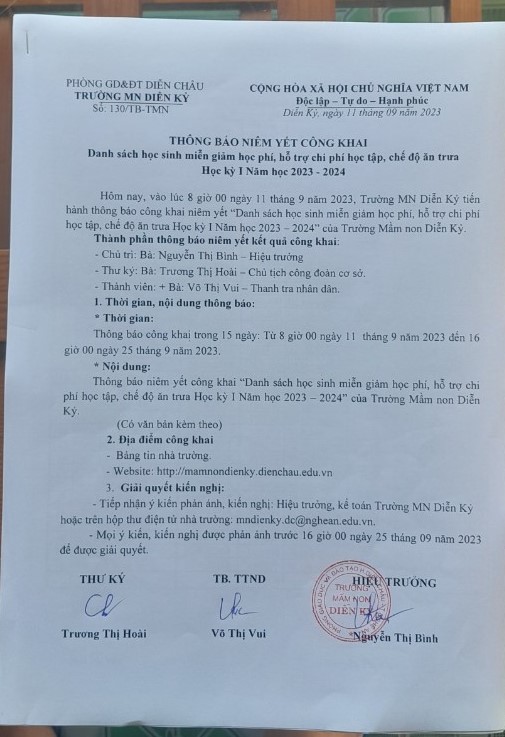 PHÒNG GD&ĐT DIỄN CHÂU
TRƯỜNG MN DIỄN KỶ
Số: 130/TB-TMN
CỘNG HÒA XÃ HỘI CHỦ NGHĨA VIỆT NAM
Độc lập – Tự do – Hạnh phúc
Diễn Kỷ, ngày 11 tháng 09 năm 2023
THÔNG BÁO NIÊM YẾT CÔNG KHAI
Danh sách học sinh miễn giảm học phí, hỗ trợ chi phí học tập, chế độ ăn trưa
Học kỳ I Năm học 2023 - 2024
Hôm nay, vào lúc 8 giờ 00 ngày 11 tháng 9 năm 2023, Trường MN Diễn Kỷ tiến
hành thông báo công khai niêm yết “Danh sách học sinh miễn giảm học phí, hỗ trợ chi phí
học tập, chế độ ăn trưa Học kỳ I Năm học 2023 – 2024” của Trường Mầm non Diễn Kỷ.
Thành phần thông báo niêm yết kết quả công khai:
- Chủ trì: Bà: Nguyễn Thị Bình – Hiệu trưởng
- Thư ký: Bà: Trương Thị Hoài – Chủ tịch công đoàn cơ sở.
- Thành viên: + Bà: Võ Thị Vui – Thanh tra nhân dân.
1. Thời gian, nội dung thông báo:
* Thời gian:
Thông báo công khai trong 15 ngày: Từ 8 giờ 00 ngày 11 tháng 9 năm 2023 đến 16
giờ 00 ngày 25 tháng 9 năm 2023.
* Nội dung:
Thông báo niêm yết công khai “Danh sách học sinh miễn giảm học phí, hỗ trợ chi
phí học tập, chế độ ăn trưa Học kỳ I Năm học 2023 – 2024” của Trường Mầm non Diễn
Kỷ.
(Có văn bản kèm theo)
2. Địa điểm công khai
- Bảng tin nhà trường.
- Website: http://mamnondienky.dienchau.edu.vn
3. Giải quyết kiến nghị:
- Tiếp nhận ý kiến phản ánh, kiến nghị: Hiệu trưởng, kế toán Trường MN Diễn Kỷ
hoặc trên hộp thư điện tử nhà trường: mndienky.dc@nghean.edu.vn.
- Mọi ý kiến, kiến nghị được phản ánh trước 16 giờ 00 ngày 25 tháng 09 năm 2023
để được giải quyết.
THƯ KÝ
TB. TTND
HIỆU TRƯỞNG
TRƯỜNG
MẦM NON
DIỄN KỶ
Trương Thị Hoài
Võ Thị Vui
Nguyễn Thị Bình